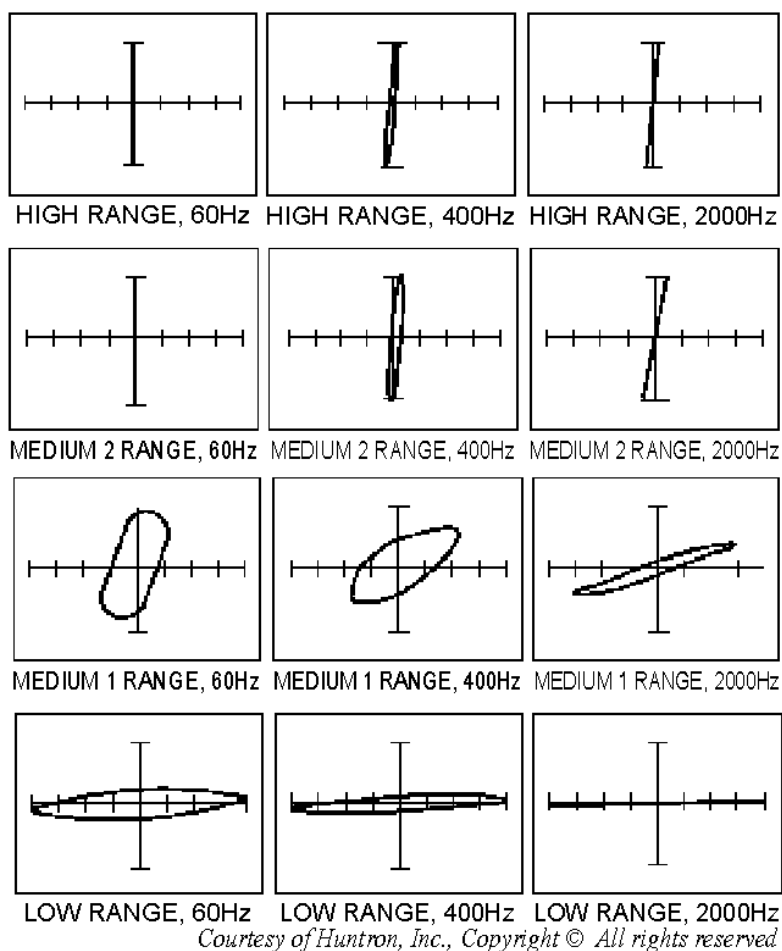 HIGH RANGE, 60Hz HIGH RANGE, 400Hz HIGH RANGE, 2000Hz
MEDIUM 2 RANGE, 60Hz MEDIUM 2 RANGE, 400Hz MEDIUM 2 RANGE, 2000Hz
MEDIUM 1 RANGE, 60Hz MEDIUM 1 RANGE, 400Hz MEDIUM 1 RANGE, 2000Hz
LOW RANGE, 60Hz LOW RANGE, 400Hz LOW RANGE, 2000Hz
Courtesy of Huntron, Inc., Copyright © All rights reserved